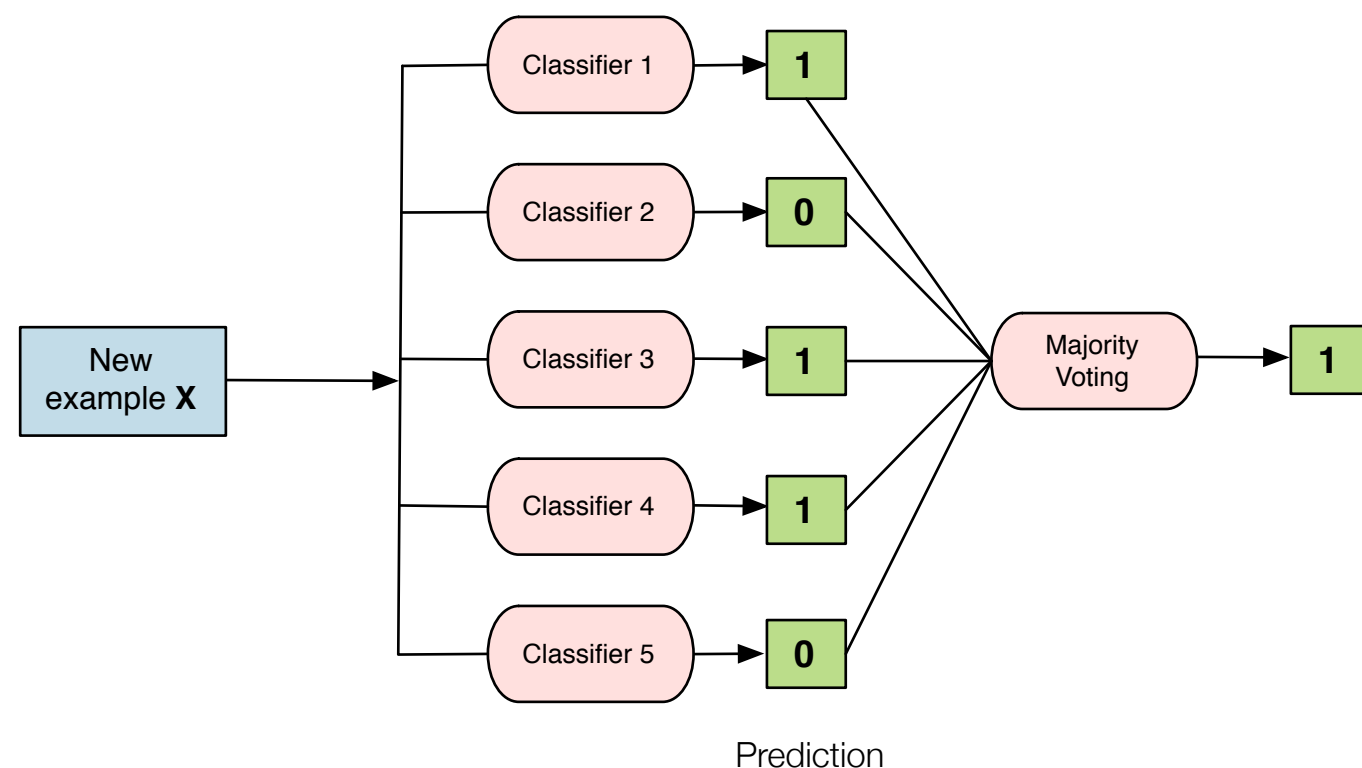 Classifier 1
1
Classifier 2
0
New
example X
Classifier 3
1
Majority
Voting
1
Classifier 4
1
Classifier 5
0
Prediction